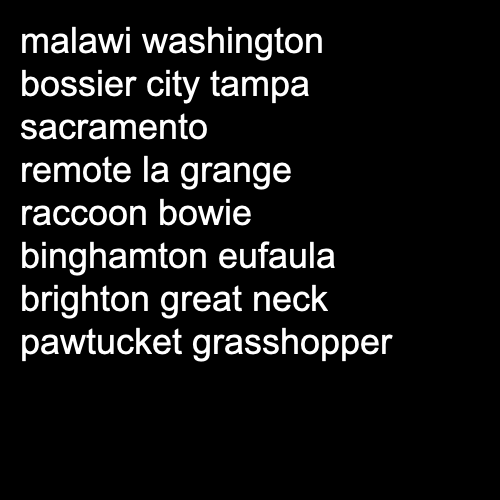 malawi washington
bossier city tampa
sacramento
remote la grange
raccoon bowie
binghamton eufaula
brighton great neck
pawtucket grasshopper